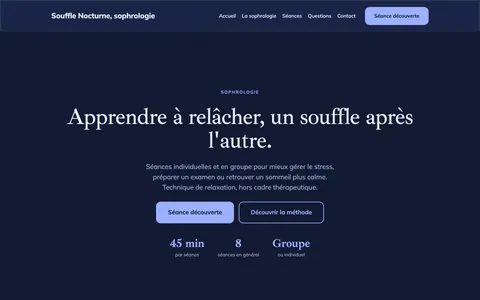 Souffle Nocturne, sophrologie
Accueil La sophrologie Séances Questions Contact Séance découverte
SOPHROLOGIE
Apprendre à relâcher, un souffle après
l'autre.
Séances individuelles et en groupe pour mieux gérer le stress,
préparer un examen ou retrouver un sommeil plus calme.
Technique de relaxation, hors cadre thérapeutique.
Séance découverte Découvrir la méthode
45 min 8 Groupe
par séance séances en général ou individuel